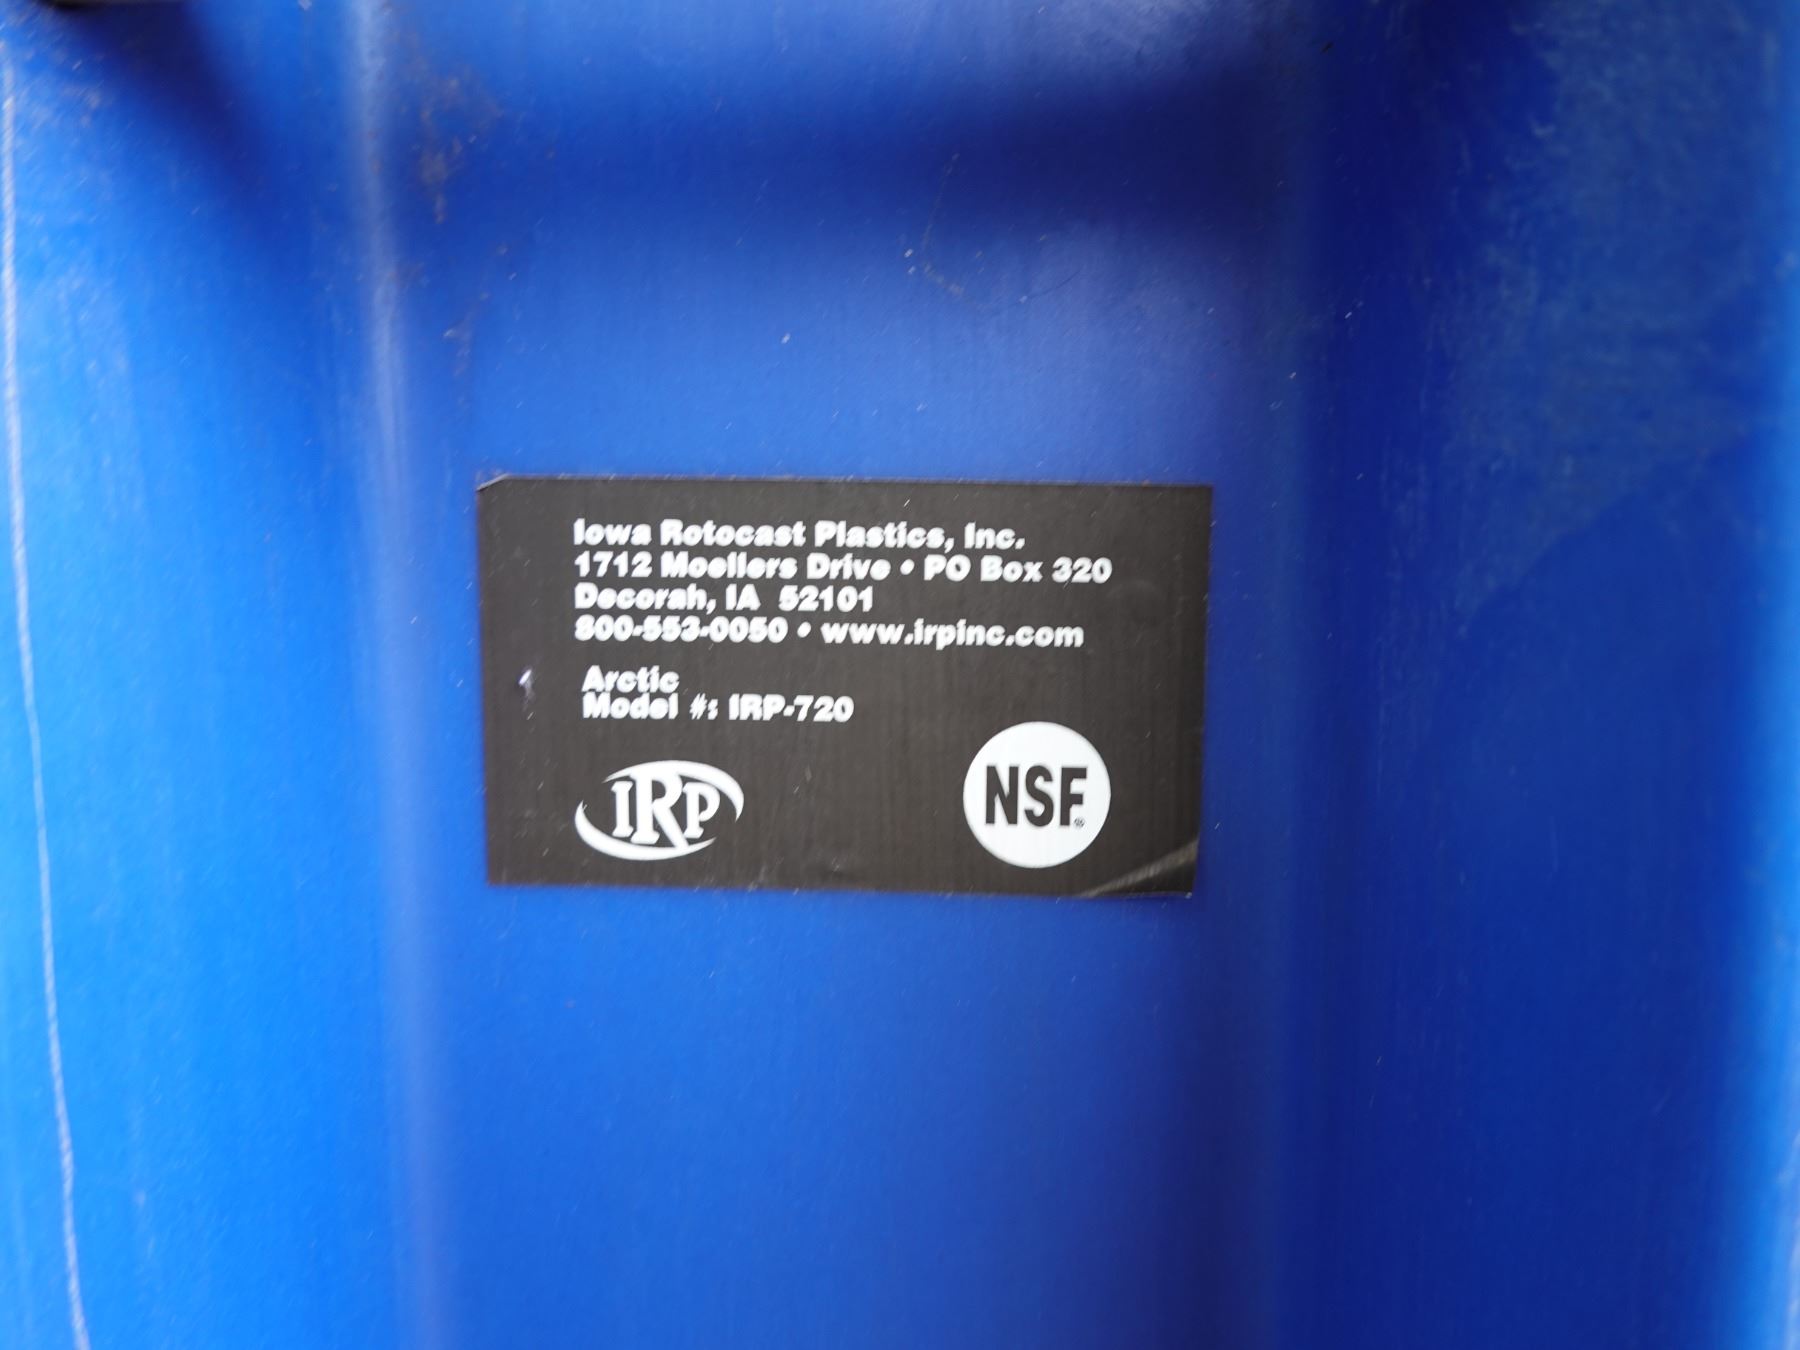 Iowa Rotocast Plastics, Inc.
1712 Moellers Drive • PO Box 320
Decorah, IA 52101
800-553-0050 • www.irpinc.com
Arctic
Model #: IRP-720
IRP
NSF®